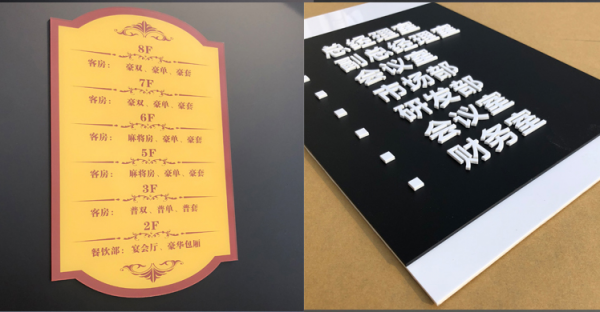 8F
客房： 豪双、豪单、豪套
7F
客房： 豪双、豪单、豪套
6F
客房： 麻将房、豪单、豪套
5F
客房： 麻将房、豪单、豪套
3F
客房： 普双、普单、普套
2F
餐饮部： 宴会厅、豪华包厢
总经理室
副总经理室
会议室
市场部
研发部
会议室
财务室